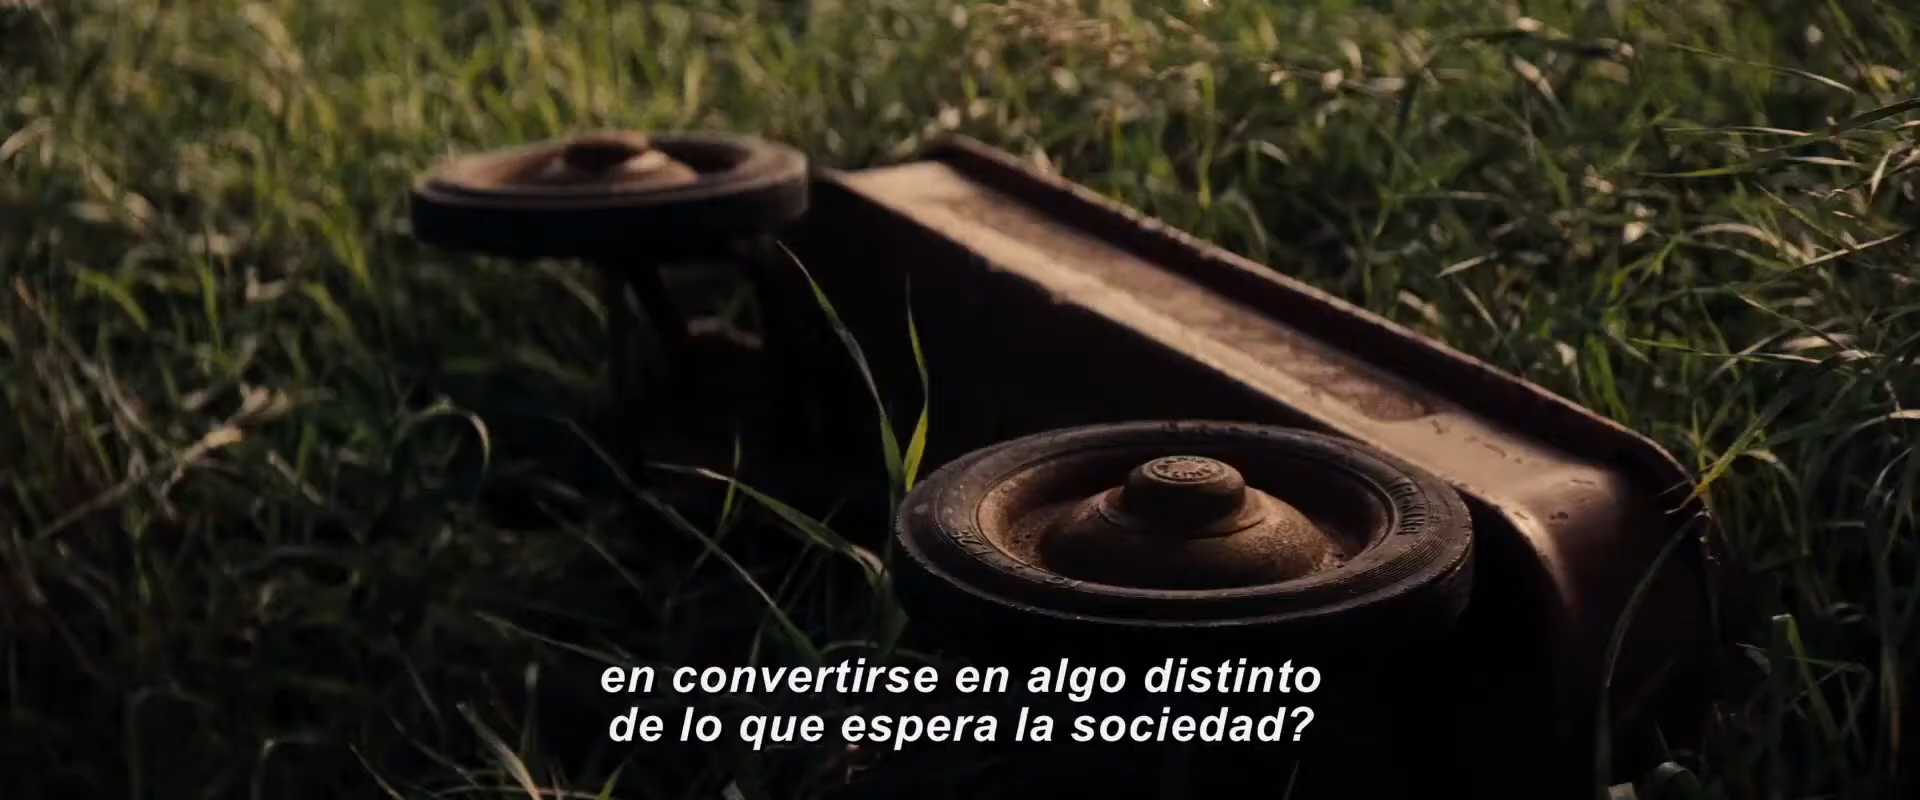 en convertirse en algo distinto
de lo que espera la sociedad?